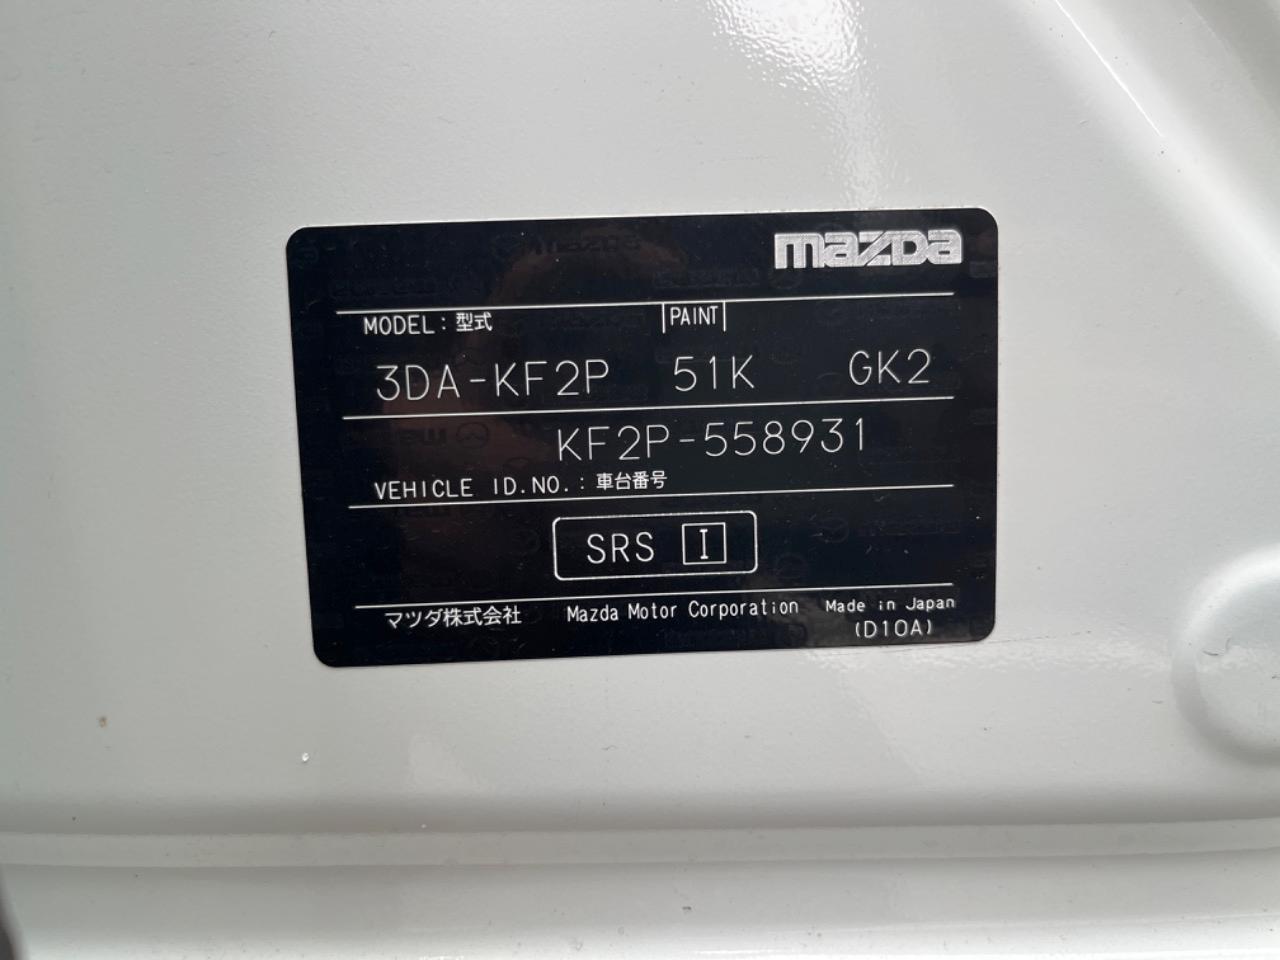 mazda
MODEL:型式 PAINT
3DA-KF2P 51K GK2
KF2P-558931
VEHICLE ID.NO.:車台番号
SRS I
マツダ株式会社 Mazda Motor Corporation Made in Japan
(D10A)